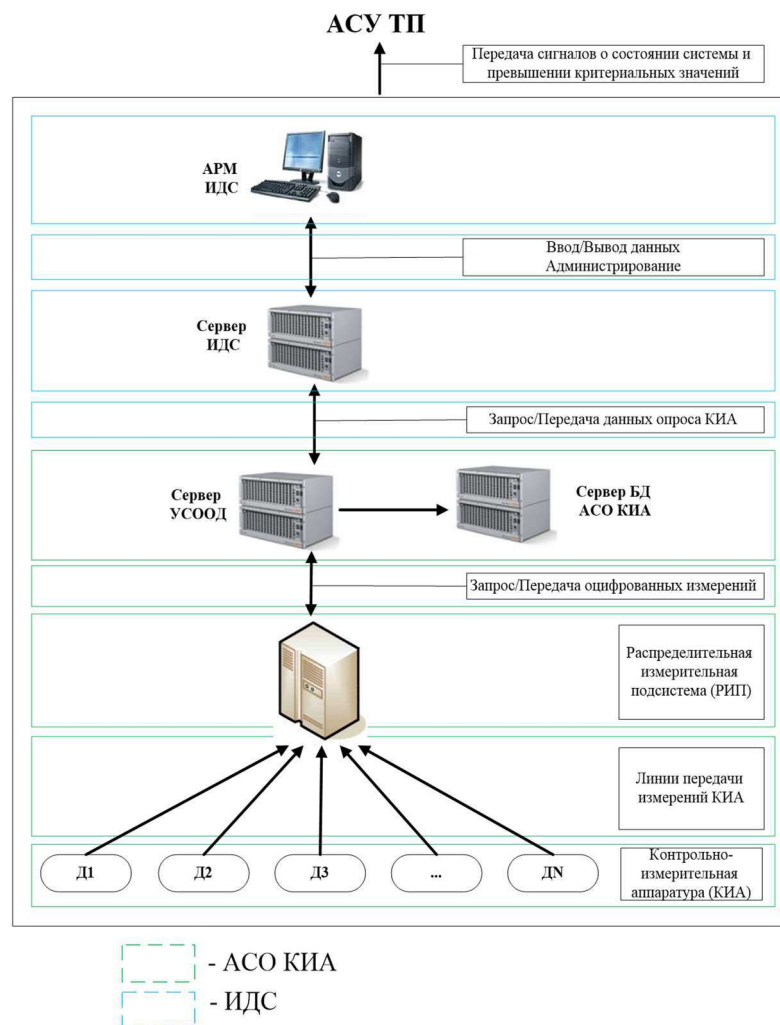 АСУ ТП
Передача сигналов о состоянии системы и
превышении критериальных значений
АРМ
ИДС
Ввод/Вывод данных
Администрирование
Сервер
ИДС
Запрос/Передача данных опроса КИА
Сервер
УСООД
Сервер БД
АСО КИА
Запрос/Передача оцифрованных измерений
Распределительная
измерительная
подсистема (РИП)
Линии передачи
измерений КИА
Д1
Д2
Д3
...
ДN
Контрольно-
измерительная
аппаратура (КИА)
- АСО КИА
- ИДС